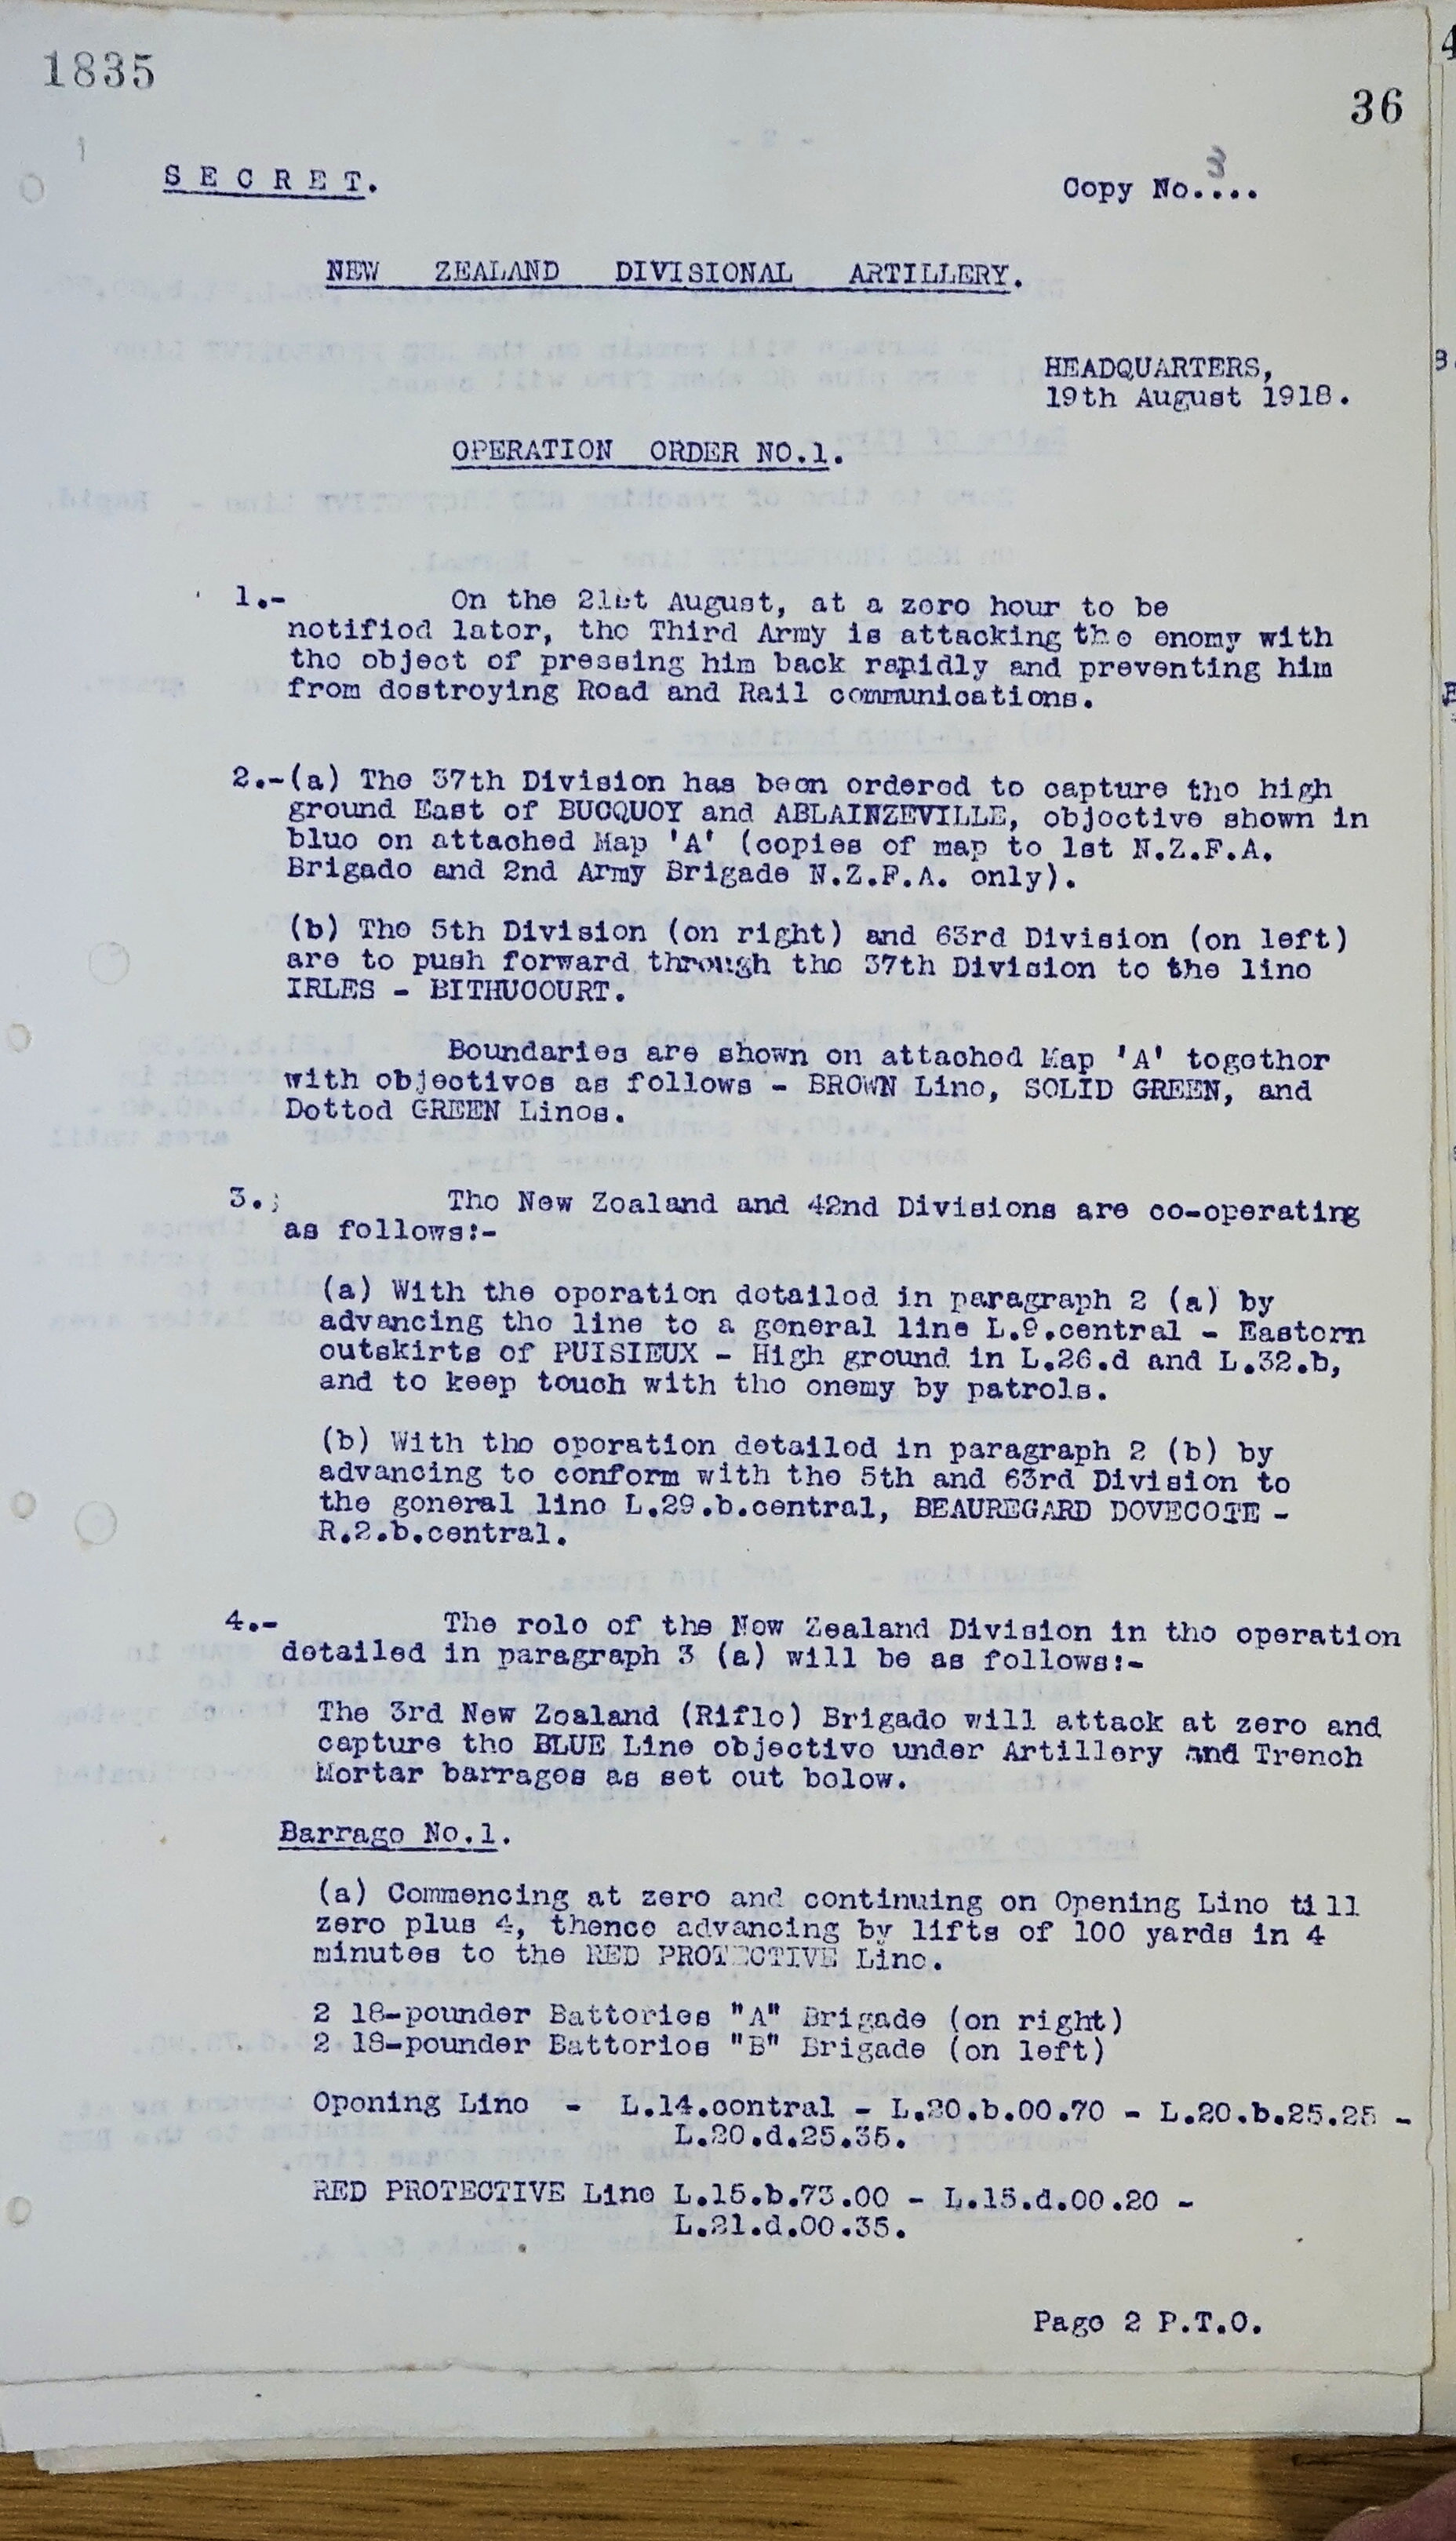 1835
36
SECRET.
Copy No.3...
NEW ZEALAND DIVISIONAL ARTILLERY.
HEADQUARTERS,
19th August 1918.
OPERATION ORDER NO.1.
1.- On the 21st August, at a zero hour to be
notified later, the Third Army is attacking the enemy with
the object of pressing him back rapidly and preventing him
from destroying Road and Rail communications.
2.-(a) The 37th Division has been ordered to capture the high
ground East of BUCQUOY and ABLAINZEVILLE, objective shown in
blue on attached Map 'A' (copies of map to 1st N.Z.F.A.
Brigade and 2nd Army Brigade N.Z.F.A. only).
(b) The 5th Division (on right) and 63rd Division (on left)
are to push forward through the 37th Division to the line
IRLES - BITHUCOURT.
Boundaries are shown on attached Map 'A' together
with objectives as follows - BROWN Line, SOLID GREEN, and
Dotted GREEN Lines.
3.- The New Zealand and 42nd Divisions are co-operating
as follows:-
(a) With the operation detailed in paragraph 2 (a) by
advancing the line to a general line L.9.central - Eastern
outskirts of PUISIEUX - High ground in L.26.d and L.32.b,
and to keep touch with the enemy by patrols.
(b) With the operation detailed in paragraph 2 (b) by
advancing to conform with the 5th and 63rd Division to
the general line L.29.b.central, BEAUREGARD DOVECOTE -
R.2.b.central.
4.- The role of the New Zealand Division in the operation
detailed in paragraph 3 (a) will be as follows:-
The 3rd New Zealand (Rifle) Brigade will attack at zero and
capture the BLUE Line objective under Artillery and Trench
Mortar barrages as set out below.
Barrage No.1.
(a) Commencing at zero and continuing on Opening Line till
zero plus 4, thence advancing by lifts of 100 yards in 4
minutes to the RED PROTECTIVE Line.
2 18-pounder Batteries "A" Brigade (on right)
2 18-pounder Batteries "B" Brigade (on left)
Opening Line - L.14.central - L.20.b.00.70 - L.20.b.25.25 -
L.20.d.25.35.
RED PROTECTIVE Line L.15.b.73.00 - L.15.d.00.20 -
L.21.d.00.35.
Page 2 P.T.O.